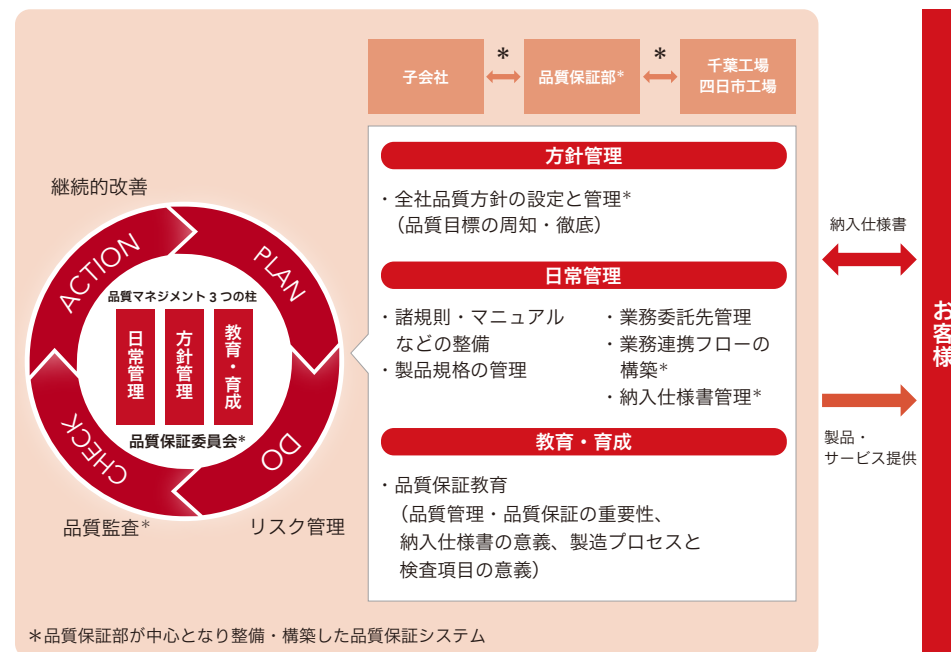 子会社
*
品質保証部*
*
千葉工場
四日市工場
方針管理
・全社品質方針の設定と管理*
（品質目標の周知・徹底）
日常管理
・諸規則・マニュアル
などの整備
・製品規格の管理
・業務委託先管理
・業務連携フローの
構築*
・納入仕様書管理*
教育・育成
・品質保証教育
（品質管理・品質保証の重要性、
納入仕様書の意義、製造プロセスと
検査項目の意義）
継続的改善
ACTION
PLAN
品質マネジメント3つの柱
日常管理
方針管理
教育・育成
品質保証委員会*
CHECK
DO
品質監査*
リスク管理
納入仕様書
製品・
サービス提供
お客様
＊品質保証部が中心となり整備・構築した品質保証システム